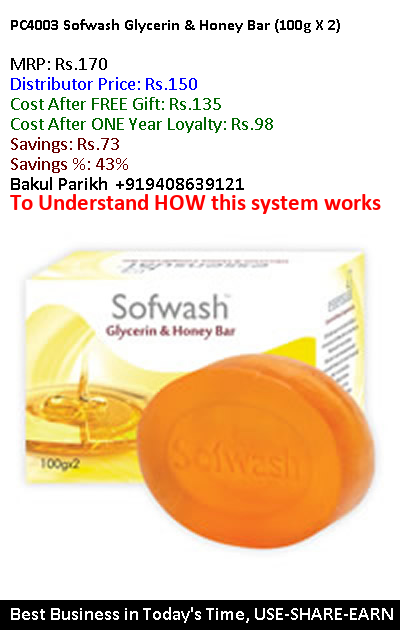 PC4003 Sofwash Glycerin & Honey Bar (100g X 2)
MRP: Rs.170
Distributor Price: Rs.150
Cost After FREE Gift: Rs.135
Cost After ONE Year Loyalty: Rs.98
Savings: Rs.73
Savings %: 43%
Bakul Parikh +919408639121
To Understand HOW this system works
Sofwash™
Glycerin & Honey Bar
Sofwash
100gx2
Best Business in Today's Time, USE-SHARE-EARN